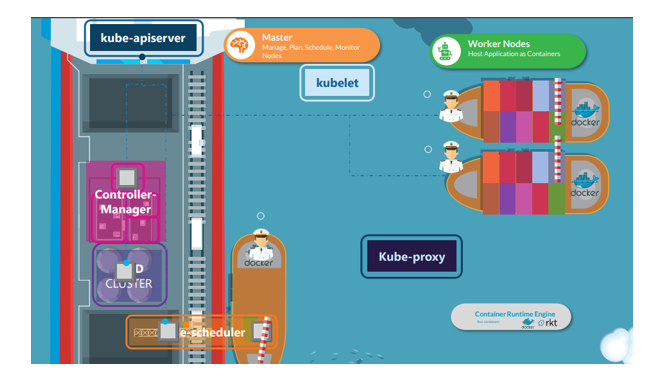 kube-apiserver
Master
Manage, Plan, Schedule, Monitor
Nodes
Worker Nodes
Host Application as Containers
kubelet
docker
docker
Controller-
Manager
D
CLUSTER
docker
Kube-proxy
e-scheduler
Container Runtime Engine
docker
rkt